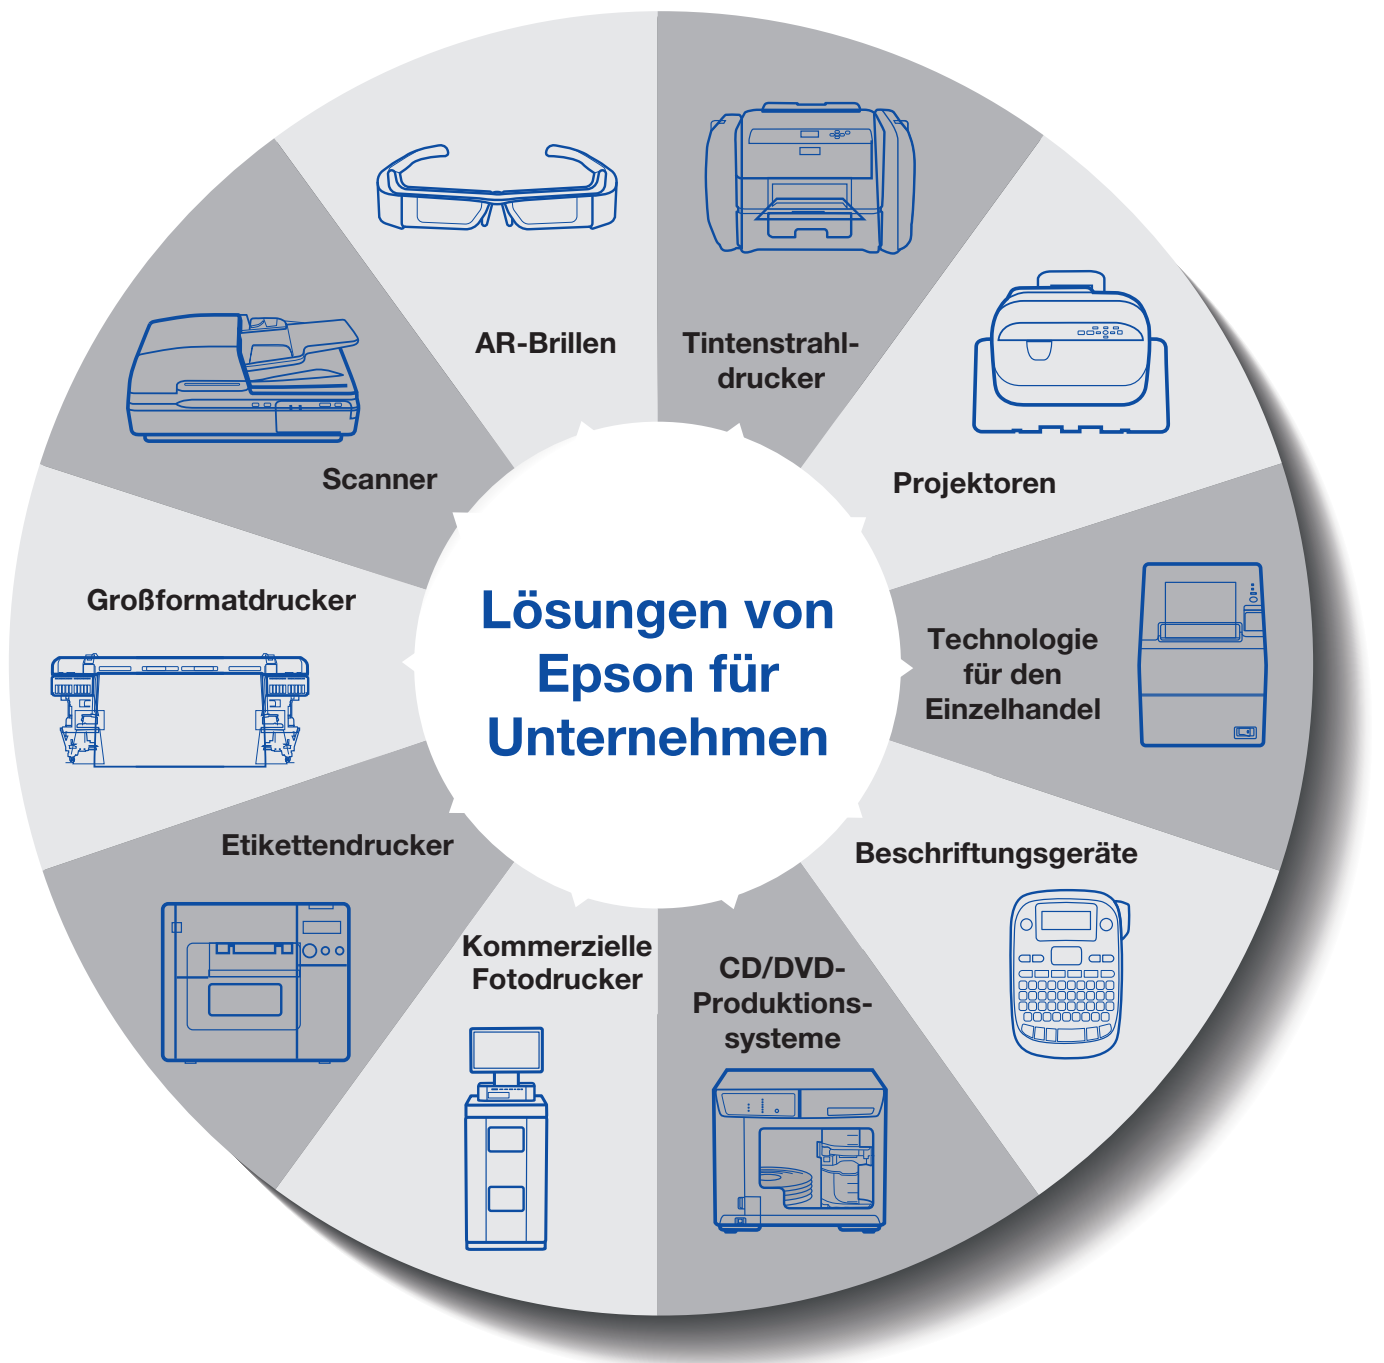 AR-Brillen
Tintenstrahl-
drucker
Scanner
Projektoren
Großformatdrucker
Lösungen von
Epson für
Unternehmen
Technologie
für den
Einzelhandel
Etikettendrucker
Beschriftungsgeräte
Kommerzielle
Fotodrucker
CD/DVD-
Produktions-
systeme